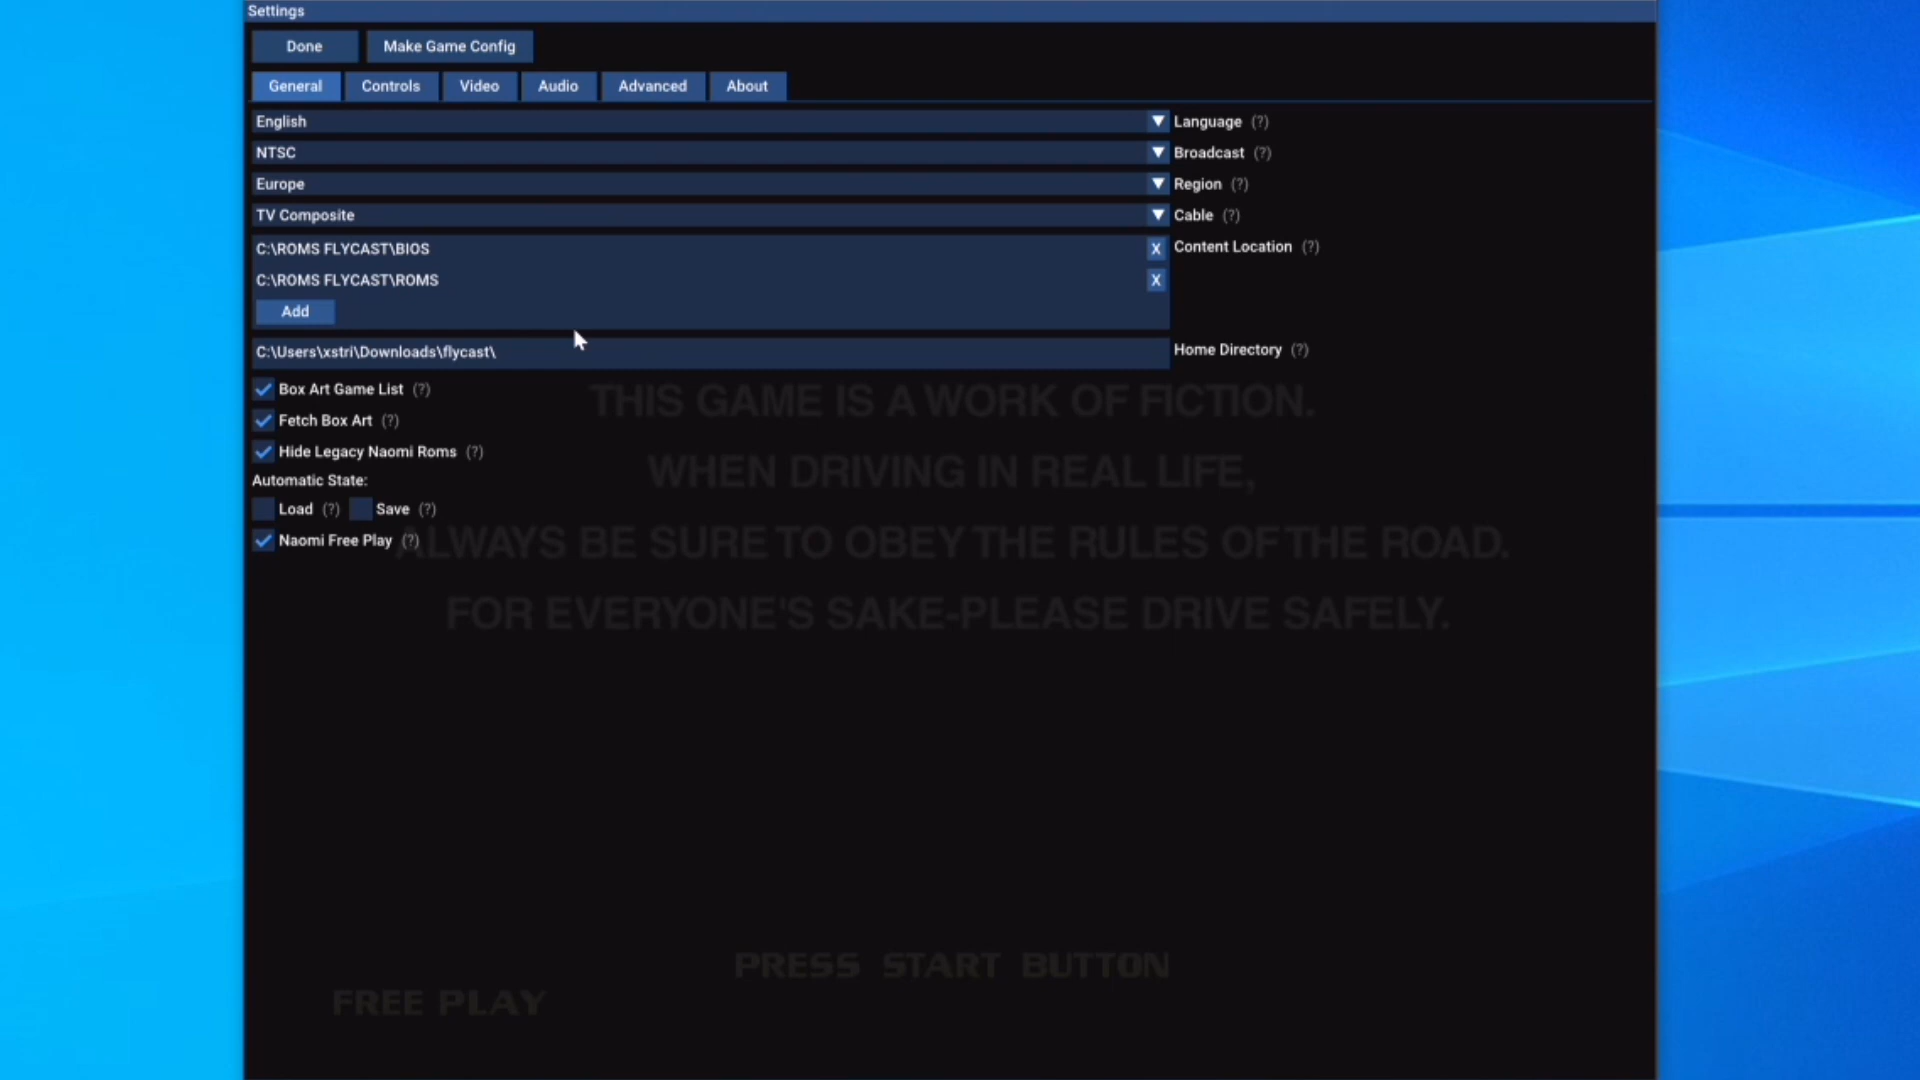 Settings
Done Make Game Config
General Controls Video Audio Advanced About
English Language (?)
NTSC Broadcast (?)
Europe Region (?)
TV Composite Cable (?)
C:\ROMS FLYCAST\BIOS X Content Location (?)
C:\ROMS FLYCAST\ROMS X
Add
C:\Users\xstri\Downloads\flycast\ Home Directory (?)
Box Art Game List (?)
THIS GAME IS A WORK OF FICTION.
Fetch Box Art (?)
Hide Legacy Naomi Roms (?)
WHEN DRIVING IN REAL LIFE,
Automatic State:
Load (?) Save (?)
Naomi Free Play (?)
ALWAYS BE SURE TO OBEY THE RULES OF THE ROAD.
FOR EVERYONE'S SAKE-PLEASE DRIVE SAFELY.
PRESS START BUTTON
FREE PLAY